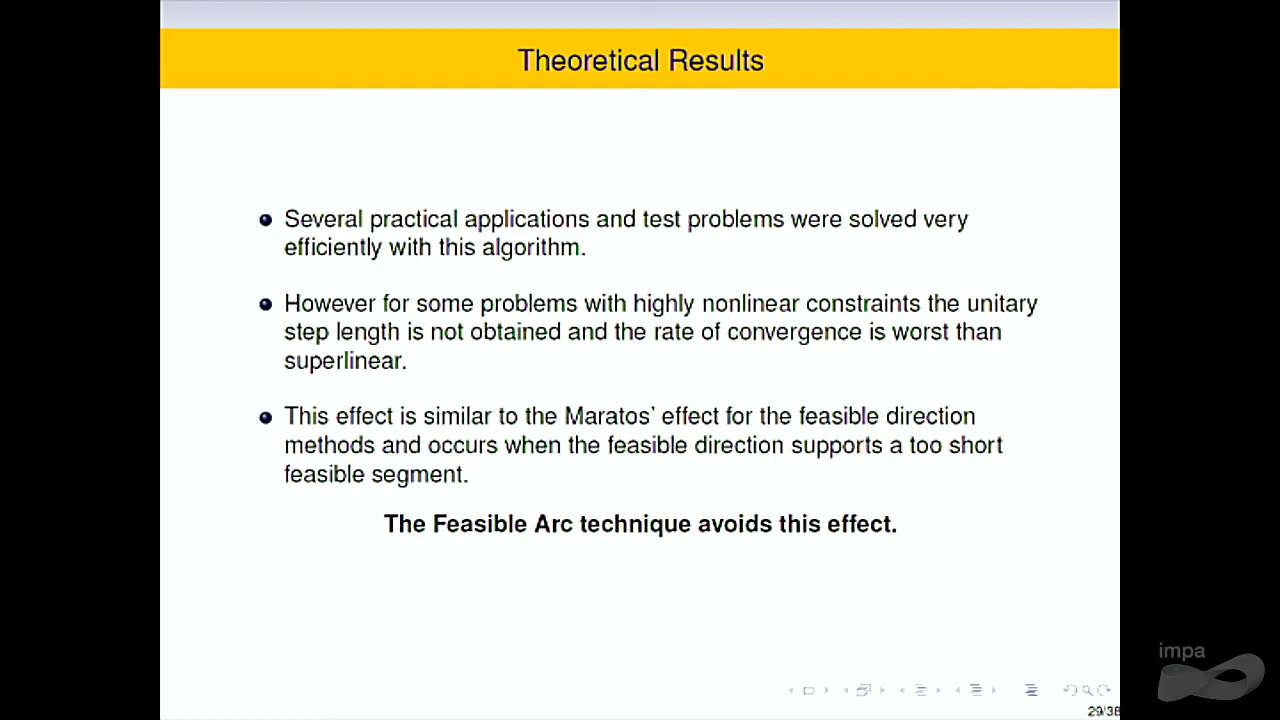 Theoretical Results
Several practical applications and test problems were solved very
efficiently with this algorithm.
However for some problems with highly nonlinear constraints the unitary
step length is not obtained and the rate of convergence is worst than
superlinear.
This effect is similar to the Maratos' effect for the feasible direction
methods and occurs when the feasible direction supports a too short
feasible segment.
The Feasible Arc technique avoids this effect.
impa
29/38